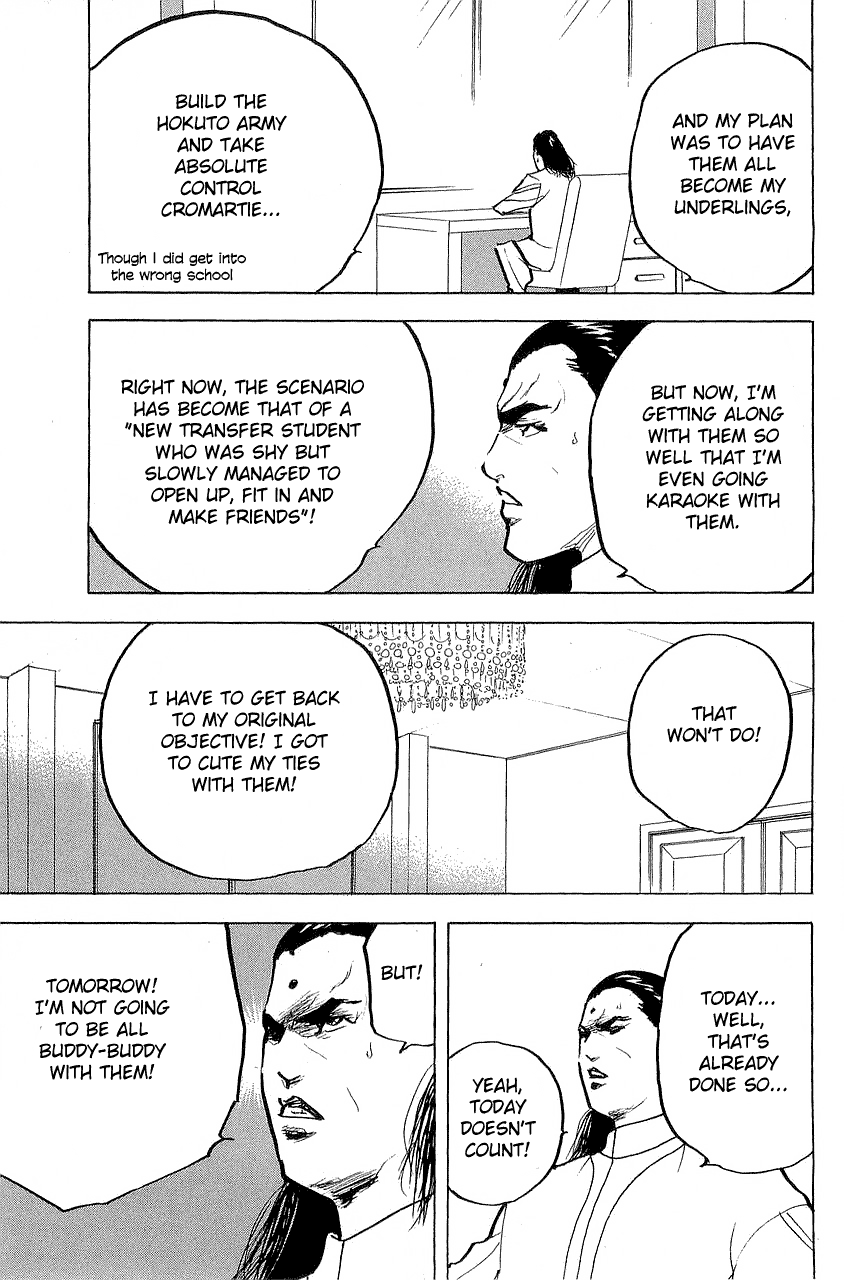 AND MY PLAN
WAS TO HAVE
THEM ALL
BECOME MY
UNDERLINGS,
BUILD THE
HOKUTO ARMY
AND TAKE
ABSOLUTE
CONTROL
CROMARTIE...
Though I did get into
the wrong school
BUT NOW, I'M
GETTING ALONG
WITH THEM SO
WELL THAT I'M
EVEN GOING
KARAOKE WITH
THEM.
RIGHT NOW, THE SCENARIO
HAS BECOME THAT OF A
"NEW TRANSFER STUDENT
WHO WAS SHY BUT
SLOWLY MANAGED TO
OPEN UP, FIT IN AND
MAKE FRIENDS"!
THAT
WON'T DO!
I HAVE TO GET BACK
TO MY ORIGINAL
OBJECTIVE! I GOT
TO CUTE MY TIES
WITH THEM!
TODAY...
WELL,
THAT'S
ALREADY
DONE SO...
YEAH,
TODAY
DOESN'T
COUNT!
BUT!
TOMORROW!
I'M NOT GOING
TO BE ALL
BUDDY-BUDDY
WITH THEM!